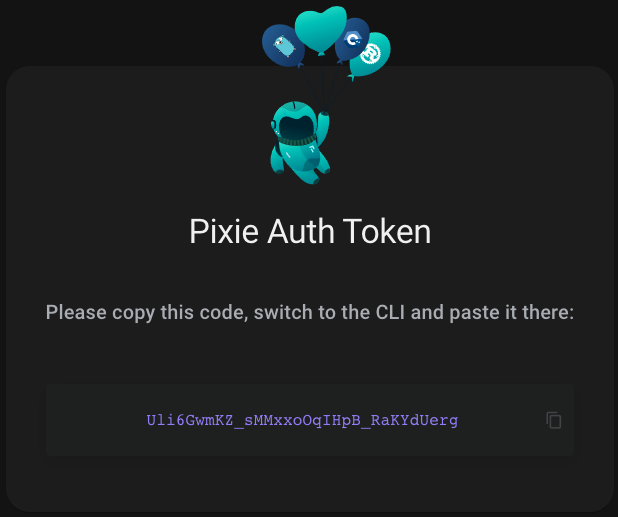 Pixie Auth Token
Please copy this code, switch to the CLI and paste it there:
Uli6GwmKZ_sMMxxoOqIHpB_RaKYdUerg